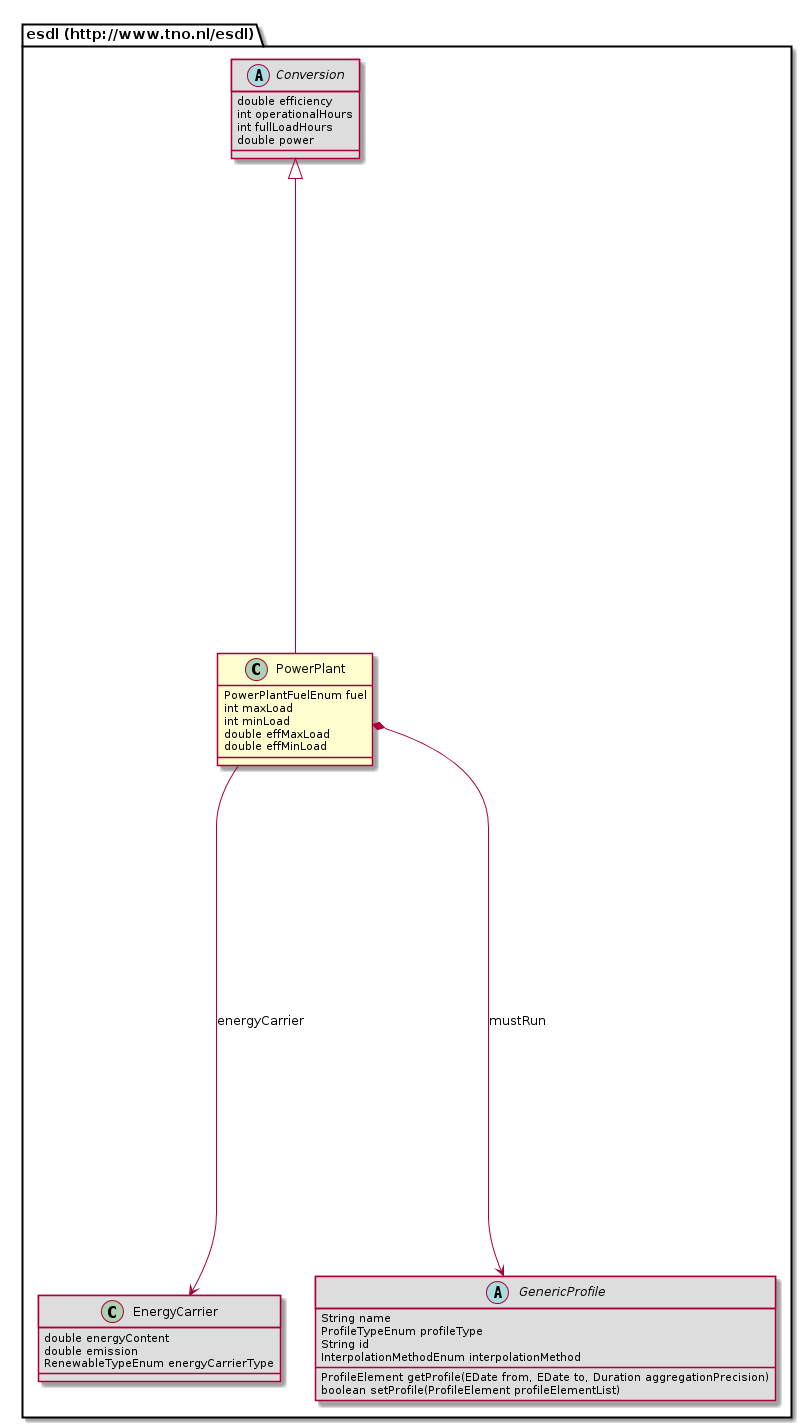 esdl (http://www.tno.nl/esdl)
A Conversion
double efficiency
int operationalHours
int fullLoadHours
double power
C PowerPlant
PowerPlantFuelEnum fuel
int maxLoad
int minLoad
double effMaxLoad
double effMinLoad
energyCarrier
mustRun
C EnergyCarrier
double energyContent
double emission
RenewableTypeEnum energyCarrierType
A GenericProfile
String name
ProfileTypeEnum profileType
String id
InterpolationMethodEnum interpolationMethod
ProfileElement getProfile(EDate from, EDate to, Duration aggregationPrecision)
boolean setProfile(ProfileElement profileElementList)